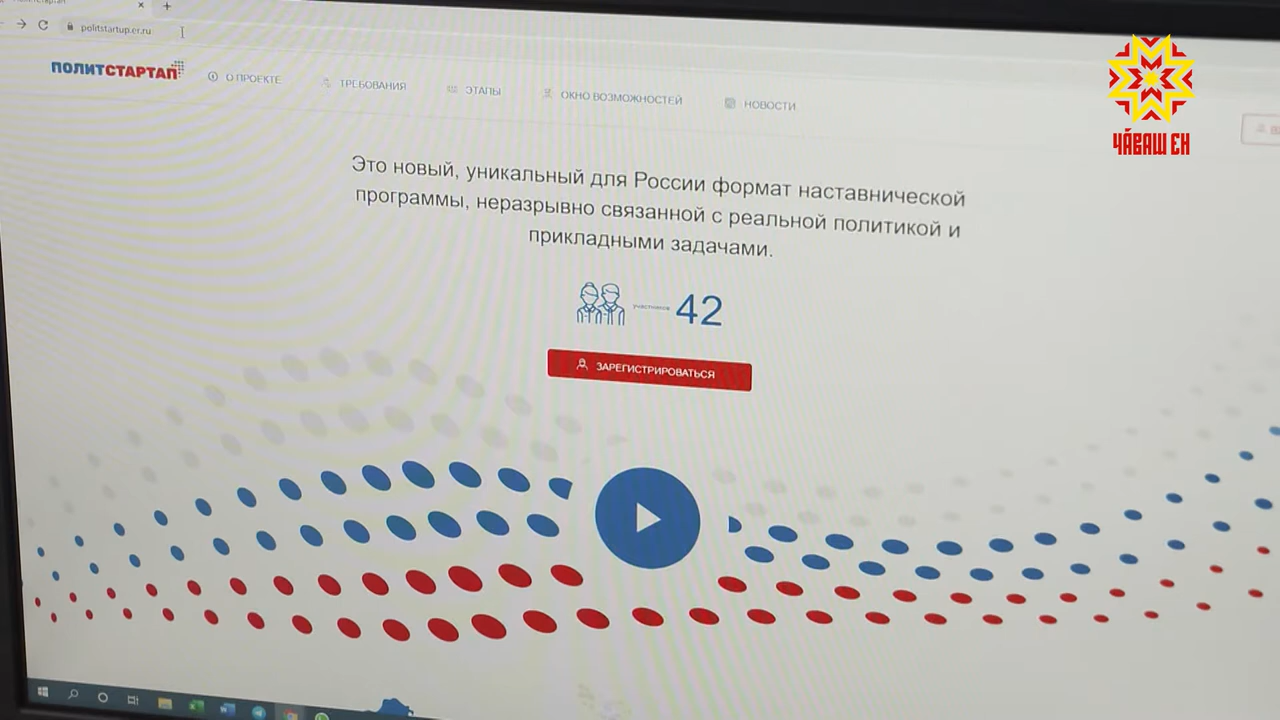 politstartup.er.ru
ПОЛИТСТАРТАП
О ПРОЕКТЕ
ТРЕБОВАНИЯ
ЭТАПЫ
ОКНО ВОЗМОЖНОСТЕЙ
НОВОСТИ
ЧӐВАШ ЕН
Это новый, уникальный для России формат наставнической
программы, неразрывно связанной с реальной политикой и
прикладными задачами.
участников 42
ЗАРЕГИСТРИРОВАТЬСЯ